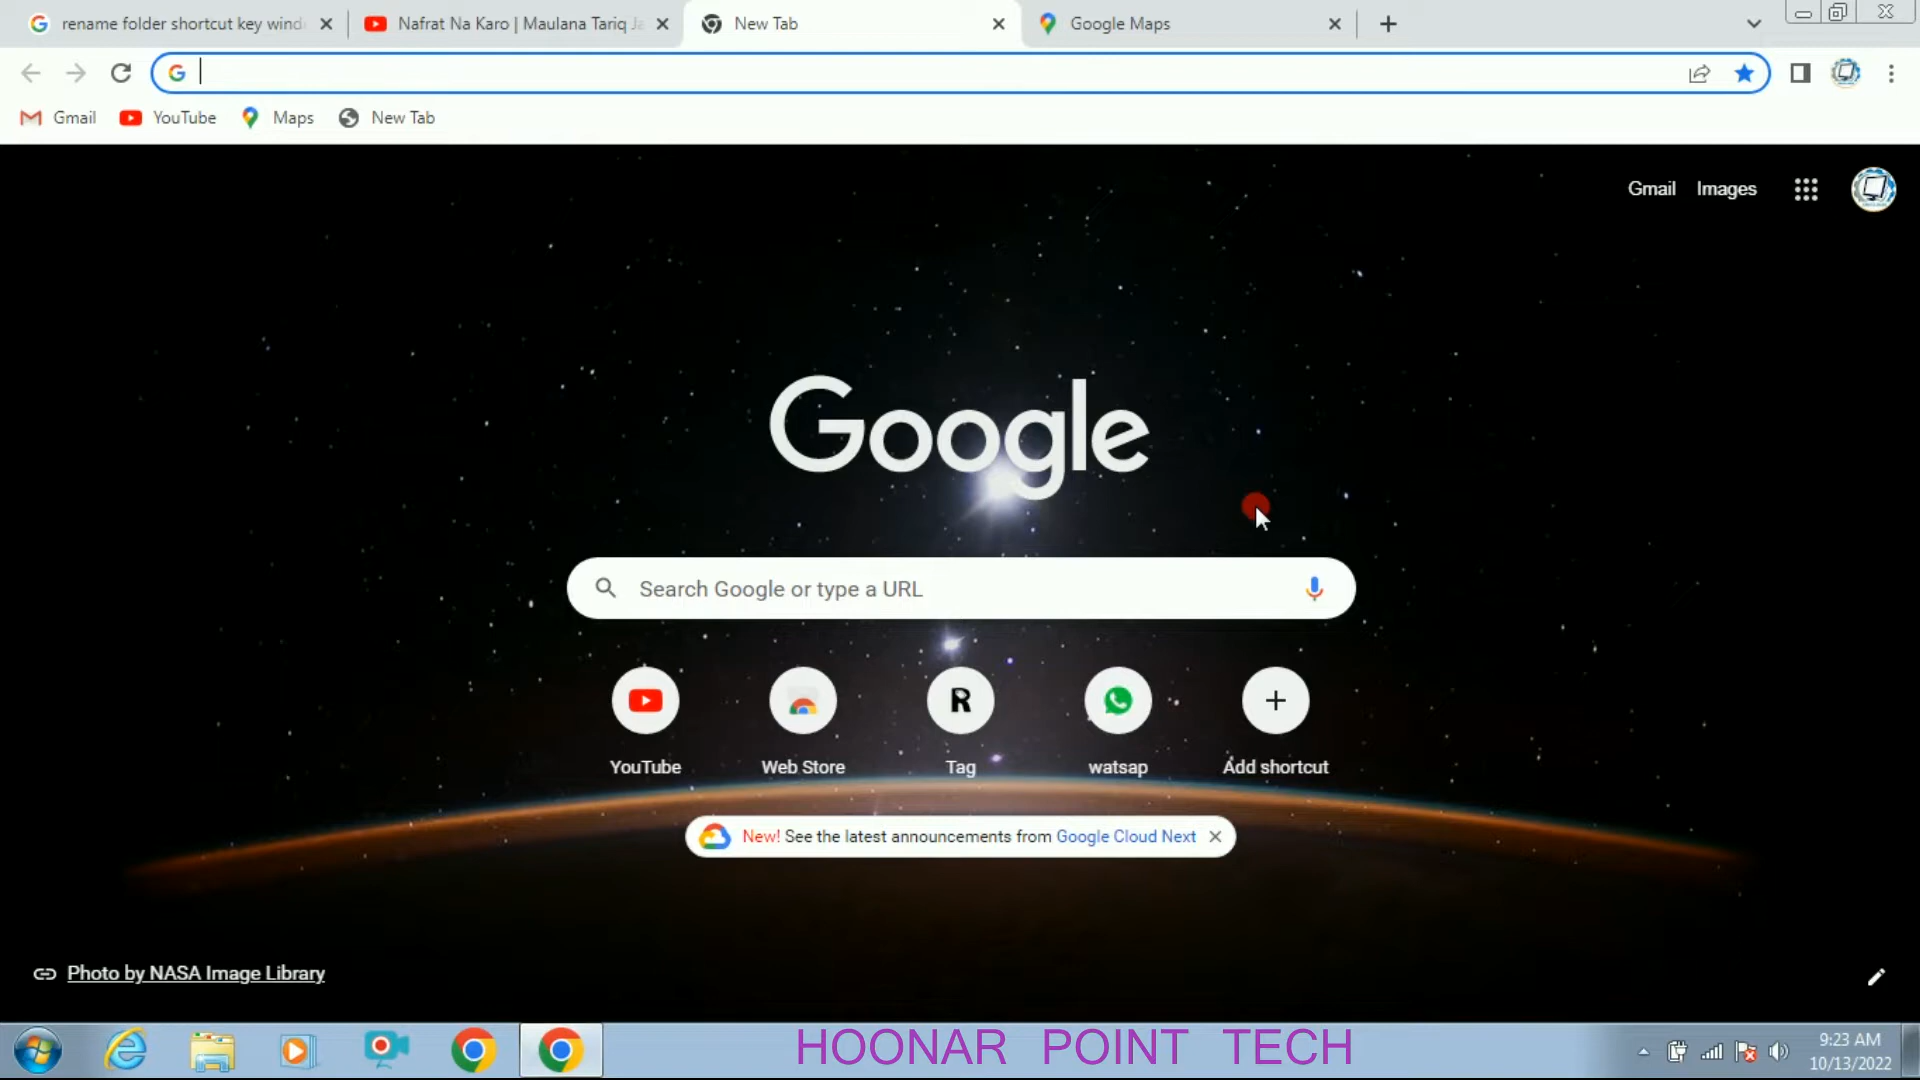 rename folder shortcut key wind
Nafrat Na Karo | Maulana Tariq Ja
New Tab
Google Maps
Gmail
YouTube
Maps
New Tab
Gmail
Images
Google
Search Google or type a URL
YouTube
Web Store
Tag
watsap
Add shortcut
New! See the latest announcements from Google Cloud Next
Photo by NASA Image Library
HOONAR POINT TECH
9:23 AM
10/13/2022